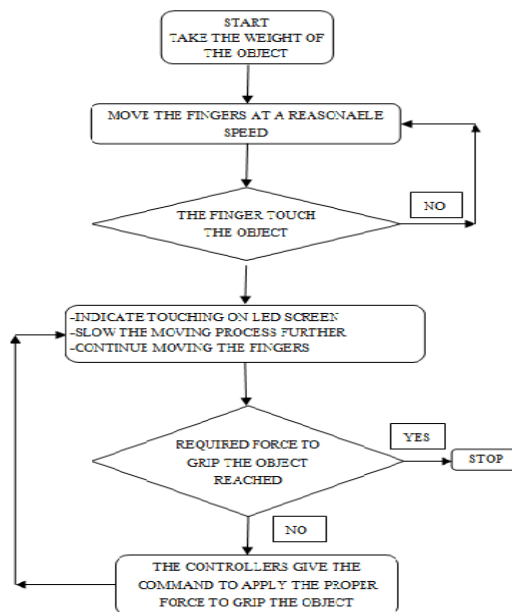 START
TAKE THE WEIGHT OF
THE OBJECT
MOVE THE FINGERS AT A REASONABLE
SPEED
THE FINGER TOUCH
THE OBJECT
NO
-INDICATE TOUCHING ON LED SCREEN
-SLOW THE MOVING PROCESS FURTHER
-CONTINUE MOVING THE FINGERS
REQUIRED FORCE TO
GRIP THE OBJECT
REACHED
YES
STOP
NO
THE CONTROLLERS GIVE THE
COMMAND TO APPLY THE PROPER
FORCE TO GRIP THE OBJECT